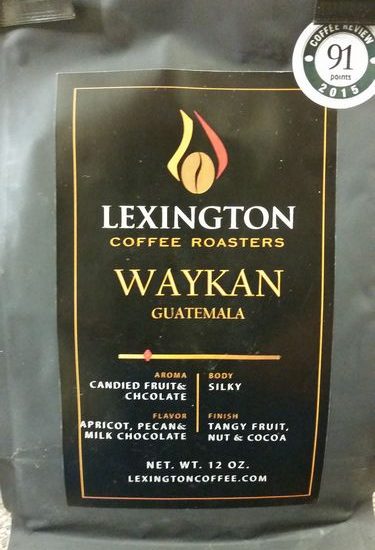 COFFEE REVIEW
91
points
2015
LEXINGTON
COFFEE ROASTERS
WAYKAN
GUATEMALA
AROMA
CANDIED FRUIT&
CHCOLATE
BODY
SILKY
FLAVOR
APRICOT, PECAN&
MILK CHOCOLATE
FINISH
TANGY FRUIT,
NUT & COCOA
NET. WT. 12 OZ.
LEXINGTONCOFFEE.COM